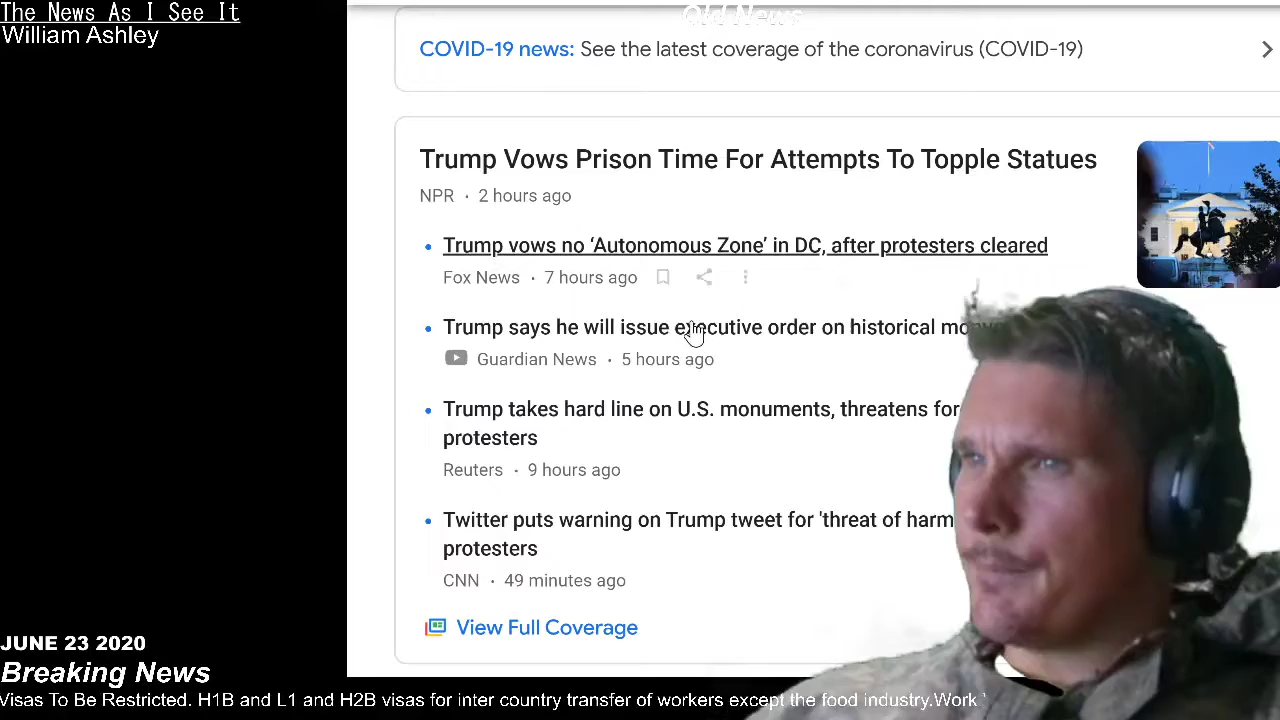 The News As I See It
William Ashley
Old News
COVID-19 news: See the latest coverage of the coronavirus (COVID-19)
Trump Vows Prison Time For Attempts To Topple Statues
NPR · 2 hours ago
Trump vows no ‘Autonomous Zone’ in DC, after protesters cleared
Fox News · 7 hours ago
Trump says he will issue executive order on historical
Guardian News · 5 hours ago
Trump takes hard line on U.S. monuments, threatens
protesters
Reuters · 9 hours ago
Twitter puts warning on Trump tweet for 'threat of harm
protesters
CNN · 49 minutes ago
View Full Coverage
JUNE 23 2020
Breaking News
Visas To Be Restricted. H1B and L1 and H2B visas for inter country transfer of workers except the food industry.Work